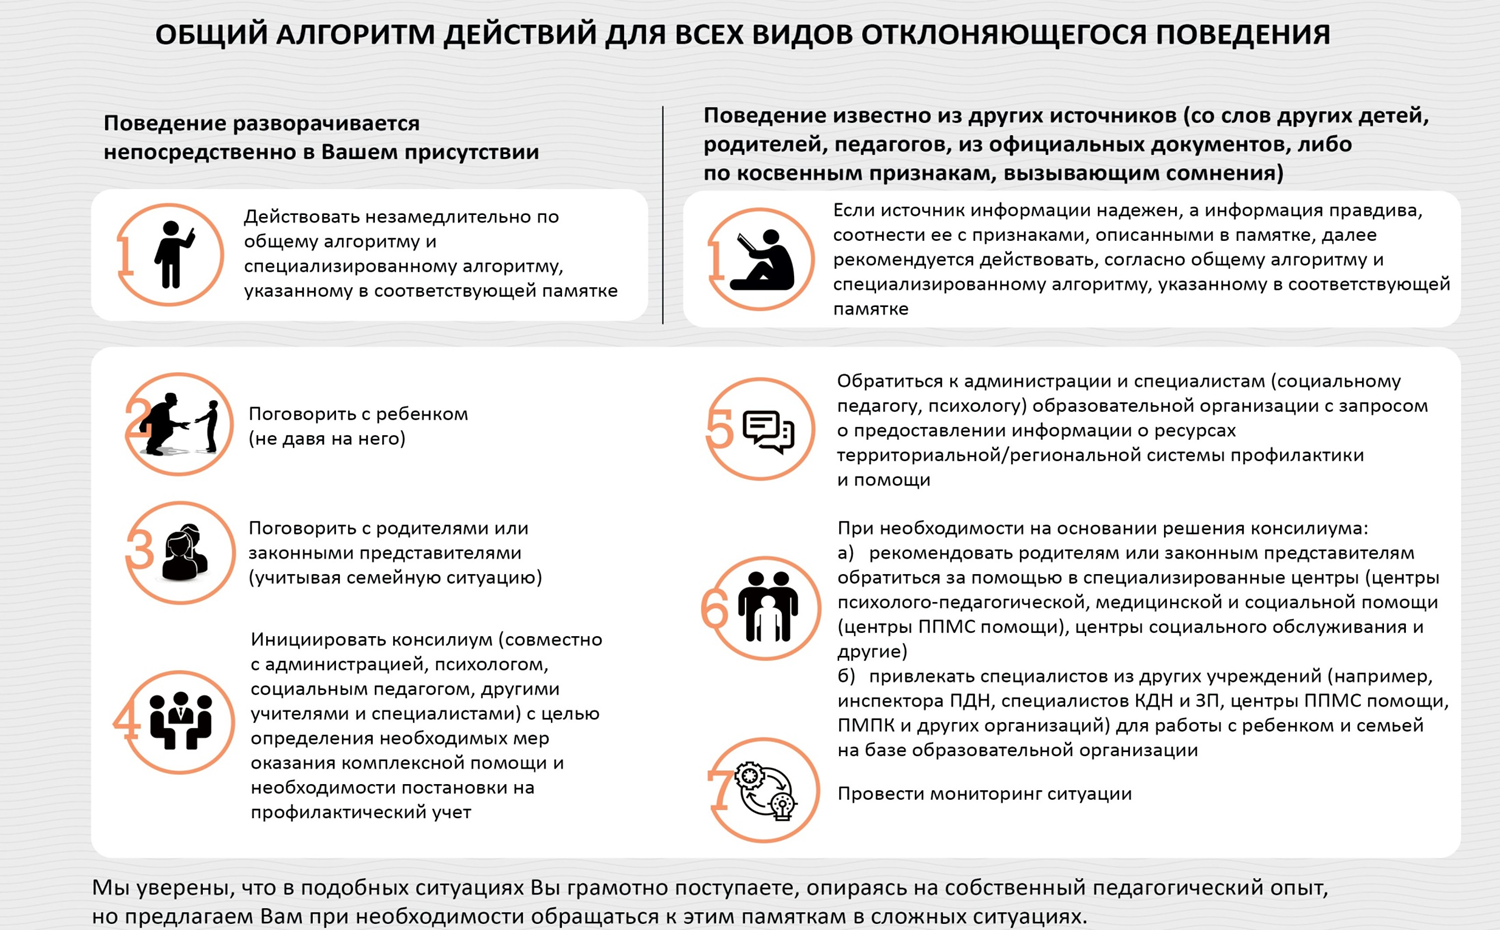 ОБЩИЙ АЛГОРИТМ ДЕЙСТВИЙ ДЛЯ ВСЕХ ВИДОВ ОТКЛОНЯЮЩЕГОСЯ ПОВЕДЕНИЯ
Поведение разворачивается
непосредственно в Вашем присутствии
1
Действовать незамедлительно по
общему алгоритму и
специализированному алгоритму,
указанному в соответствующей памятке
Поведение известно из других источников (со слов других детей,
родителей, педагогов, из официальных документов, либо
по косвенным признакам, вызывающим сомнения)
1
Если источник информации надежен, а информация правдива,
соотнести ее с признаками, описанными в памятке, далее
рекомендуется действовать, согласно общему алгоритму и
специализированному алгоритму, указанному в соответствующей
памятке
2
Поговорить с ребенком
(не давя на него)
3
Поговорить с родителями или
законными представителями
(учитывая семейную ситуацию)
4
Инициировать консилиум (совместно
с администрацией, психологом,
социальным педагогом, другими
учителями и специалистами) с целью
определения необходимых мер
оказания комплексной помощи и
необходимости постановки на
профилактический учет
5
Обратиться к администрации и специалистам (социальному
педагогу, психологу) образовательной организации с запросом
о предоставлении информации о ресурсах
территориальной/региональной системы профилактики
и помощи
6
При необходимости на основании решения консилиума:
а) рекомендовать родителям или законным представителям
обратиться за помощью в специализированные центры (центры
психолого-педагогической, медицинской и социальной помощи
(центры ППМС помощи), центры социального обслуживания и
другие)
б) привлекать специалистов из других учреждений (например,
инспектора ПДН, специалистов КДН и ЗП, центры ППМС помощи,
ПМПК и других организаций) для работы с ребенком и семьей
на базе образовательной организации
7
Провести мониторинг ситуации
Мы уверены, что в подобных ситуациях Вы грамотно поступаете, опираясь на собственный педагогический опыт,
но предлагаем Вам при необходимости обращаться к этим памяткам в сложных ситуациях.